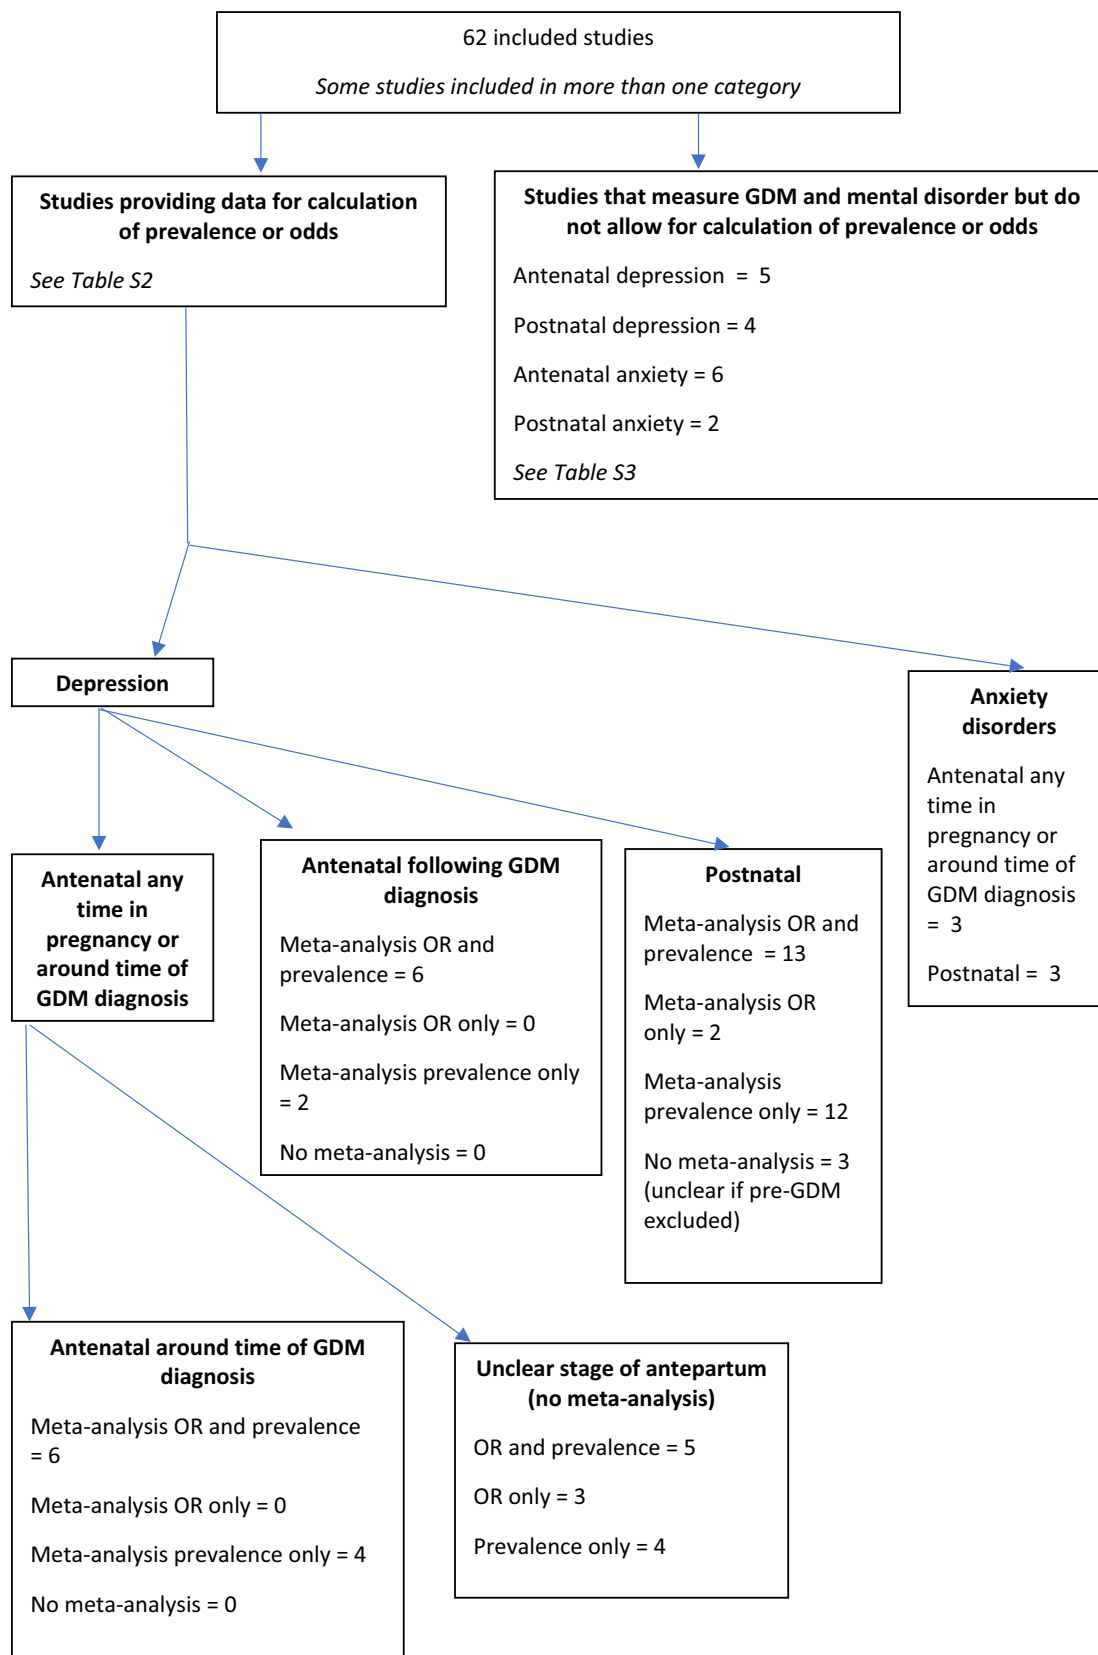 62 included studies
Some studies included in more than one category
Studies providing data for calculation
of prevalence or odds
See Table S2
Studies that measure GDM and mental disorder but do
not allow for calculation of prevalence or odds
Antenatal depression  =  5
Postnatal depression = 4
Antenatal anxiety = 6
Postnatal anxiety = 2
See Table S3
Depression
Anxiety
disorders
Antenatal any
time in
pregnancy or
around time of
GDM diagnosis
=  3
Postnatal =  3
Antenatal any
time in
pregnancy or
around time of
GDM diagnosis
Antenatal following GDM
diagnosis
Meta-analysis OR and
prevalence = 6
Meta-analysis OR only = 0
Meta-analysis prevalence only
= 2
No meta-analysis = 0
Postnatal
Meta-analysis OR and
prevalence  = 13
Meta-analysis OR
only = 2
Meta-analysis
prevalence only = 12
No meta-analysis = 3
(unclear if pre-GDM
excluded)
Antenatal around time of GDM
diagnosis
Meta-analysis OR and prevalence
= 6
Meta-analysis OR only = 0
Meta-analysis prevalence only = 4
No meta-analysis = 0
Unclear stage of antepartum
(no meta-analysis)
OR and prevalence = 5
OR only = 3
Prevalence only = 4